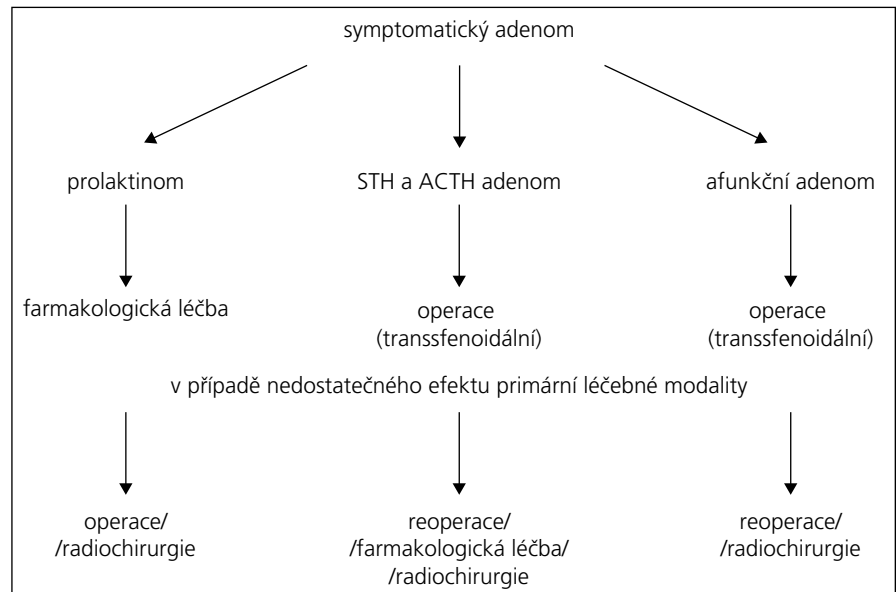 symptomatický adenom
prolaktinom
STH a ACTH adenom
afunkční adenom
farmakologická léčba
operace
(transsfenoidální)
operace
(transsfenoidální)
v případě nedostatečného efektu primární léčebné modality
operace/
/radiochirurgie
reoperace/
/farmakologická léčba/
/radiochirurgie
reoperace/
/radiochirurgie